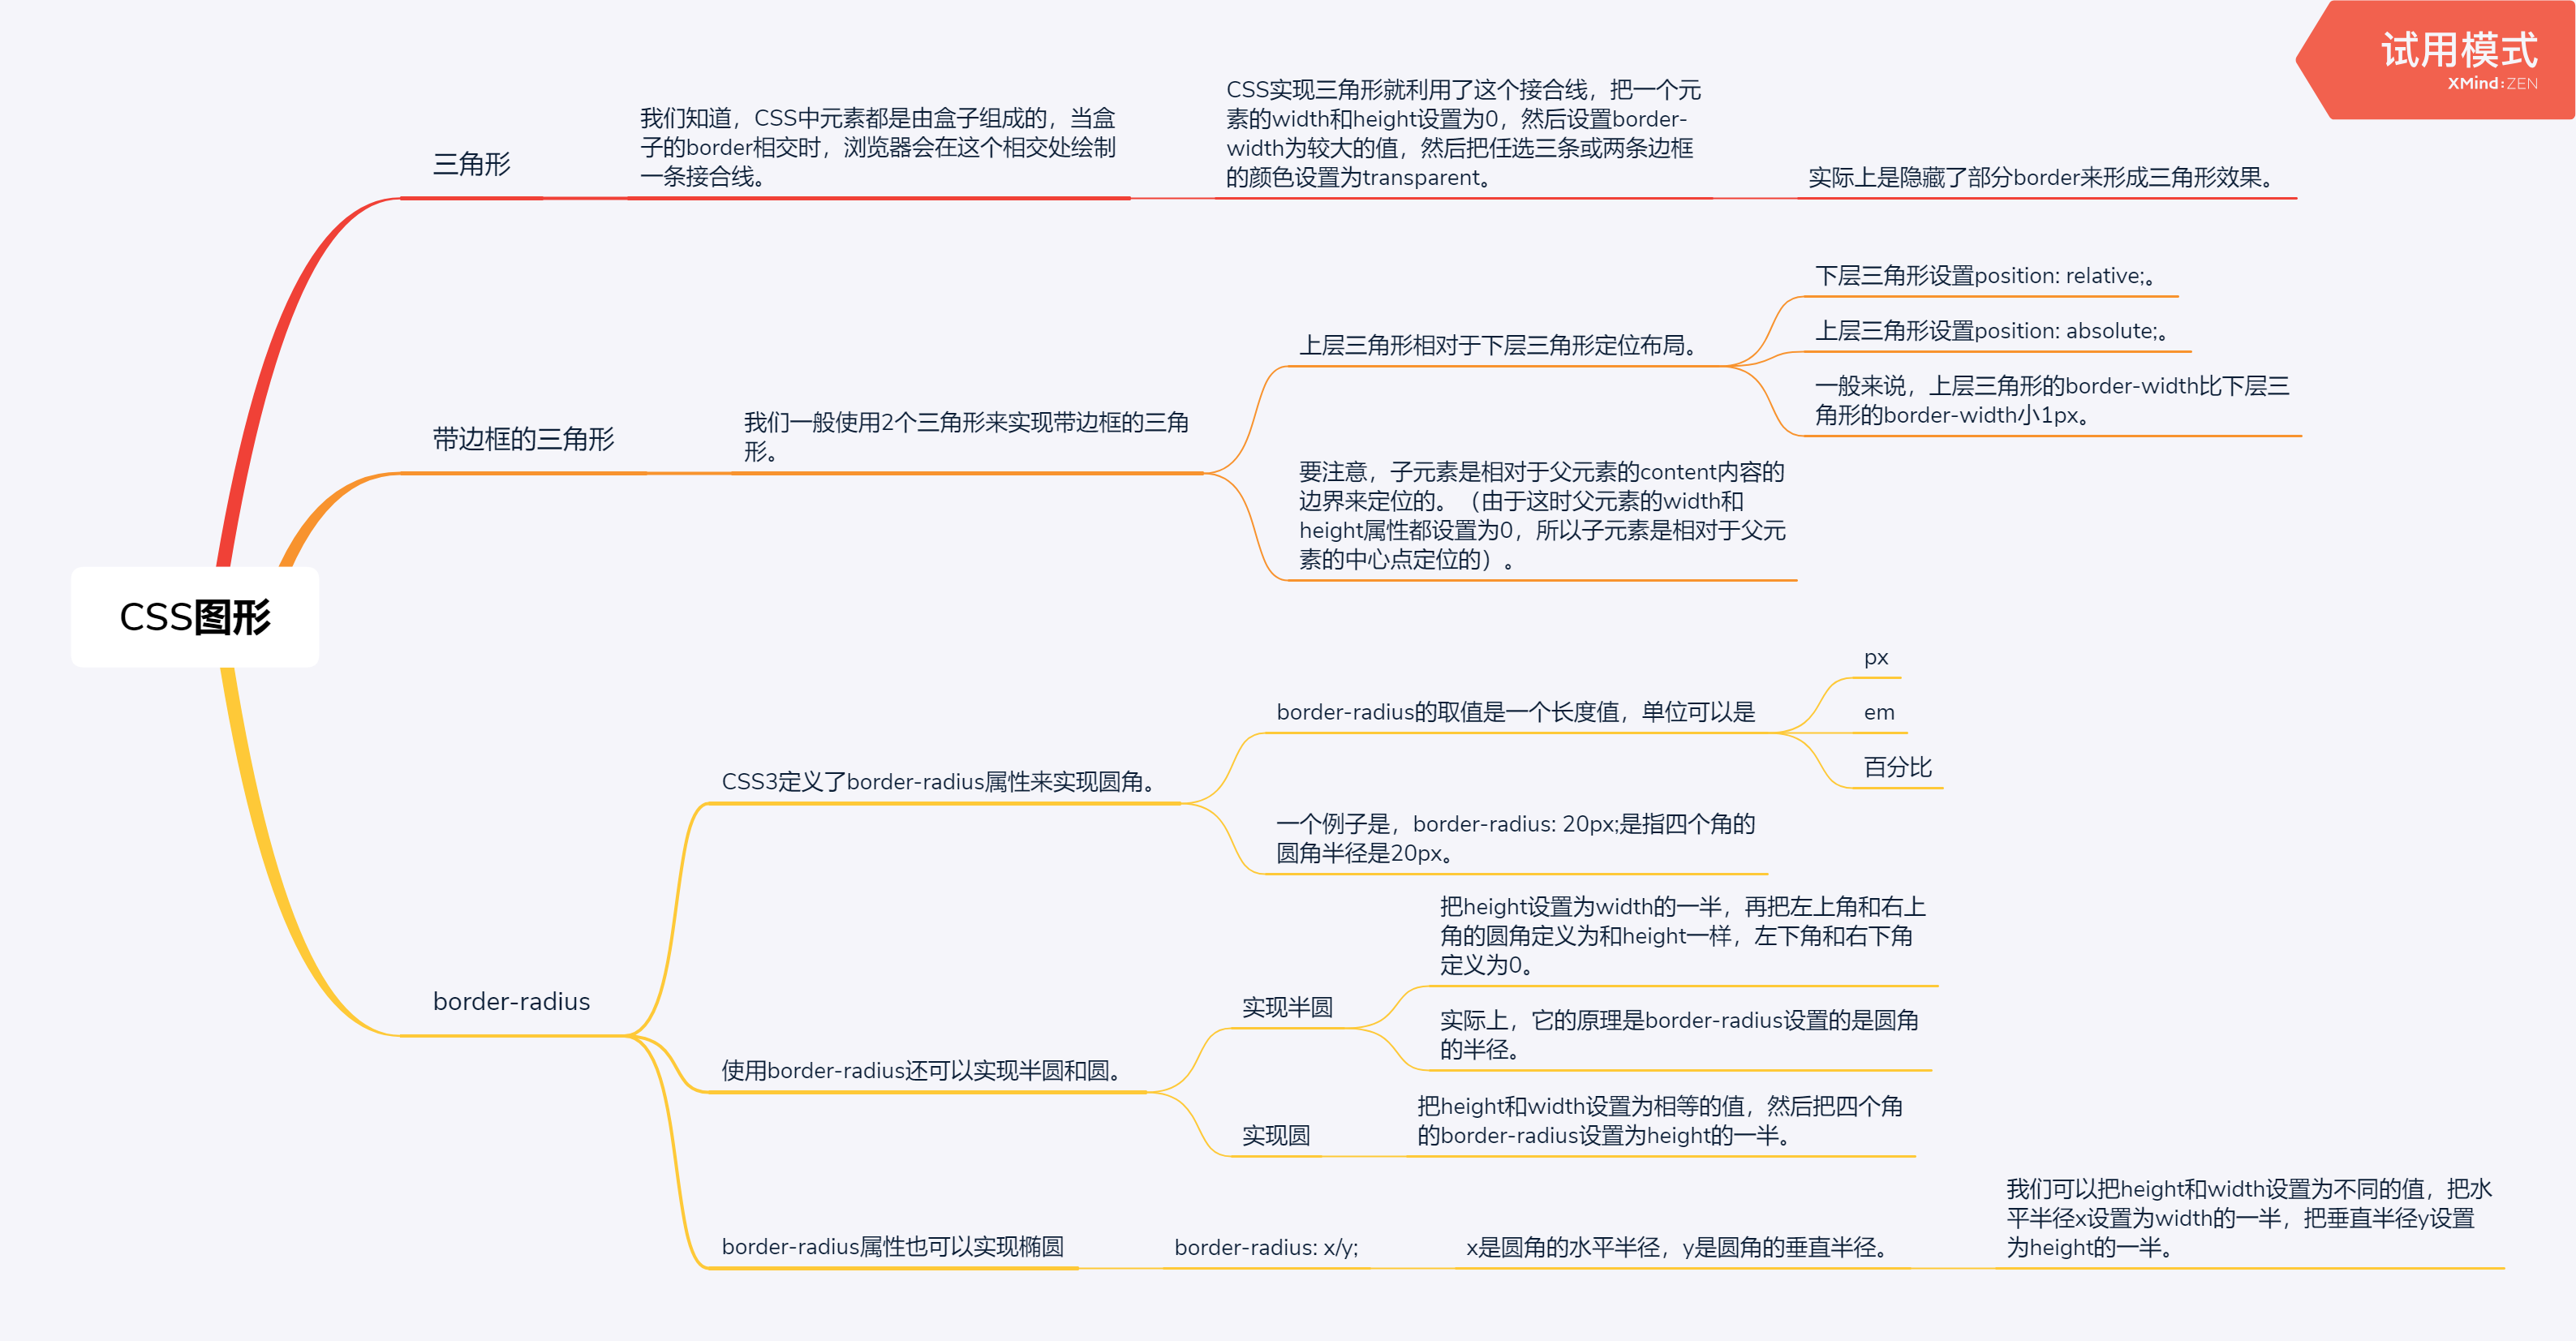 试用模式
XMind:ZEN
CSS图形
三角形
我们知道，CSS中元素都是由盒子组成的，当盒
子的border相交时，浏览器会在这个相交处绘制
一条接合线。
CSS实现三角形就利用了这个接合线，把一个元
素的width和height设置为0，然后设置border-
width为较大的值，然后把任选三条或两条边框
的颜色设置为transparent。
实际上是隐藏了部分border来形成三角形效果。
带边框的三角形
我们一般使用2个三角形来实现带边框的三角
形。
上层三角形相对于下层三角形定位布局。
下层三角形设置position: relative;。
上层三角形设置position: absolute;。
一般来说，上层三角形的border-width比下层三
角形的border-width小1px。
要注意，子元素是相对于父元素的content内容的
边界来定位的。（由于这时父元素的width和
height属性都设置为0，所以子元素是相对于父元
素的中心点定位的）。
border-radius
CSS3定义了border-radius属性来实现圆角。
border-radius的取值是一个长度值，单位可以是
px
em
百分比
一个例子是，border-radius: 20px;是指四个角的
圆角半径是20px。
使用border-radius还可以实现半圆和圆。
实现半圆
把height设置为width的一半，再把左上角和右上
角的圆角定义为和height一样，左下角和右下角
定义为0。
实际上，它的原理是border-radius设置的是圆角
的半径。
实现圆
把height和width设置为相等的值，然后把四个角
的border-radius设置为height的一半。
border-radius属性也可以实现椭圆
border-radius: x/y;
x是圆角的水平半径，y是圆角的垂直半径。
我们可以把height和width设置为不同的值，把水
平半径x设置为width的一半，把垂直半径y设置
为height的一半。